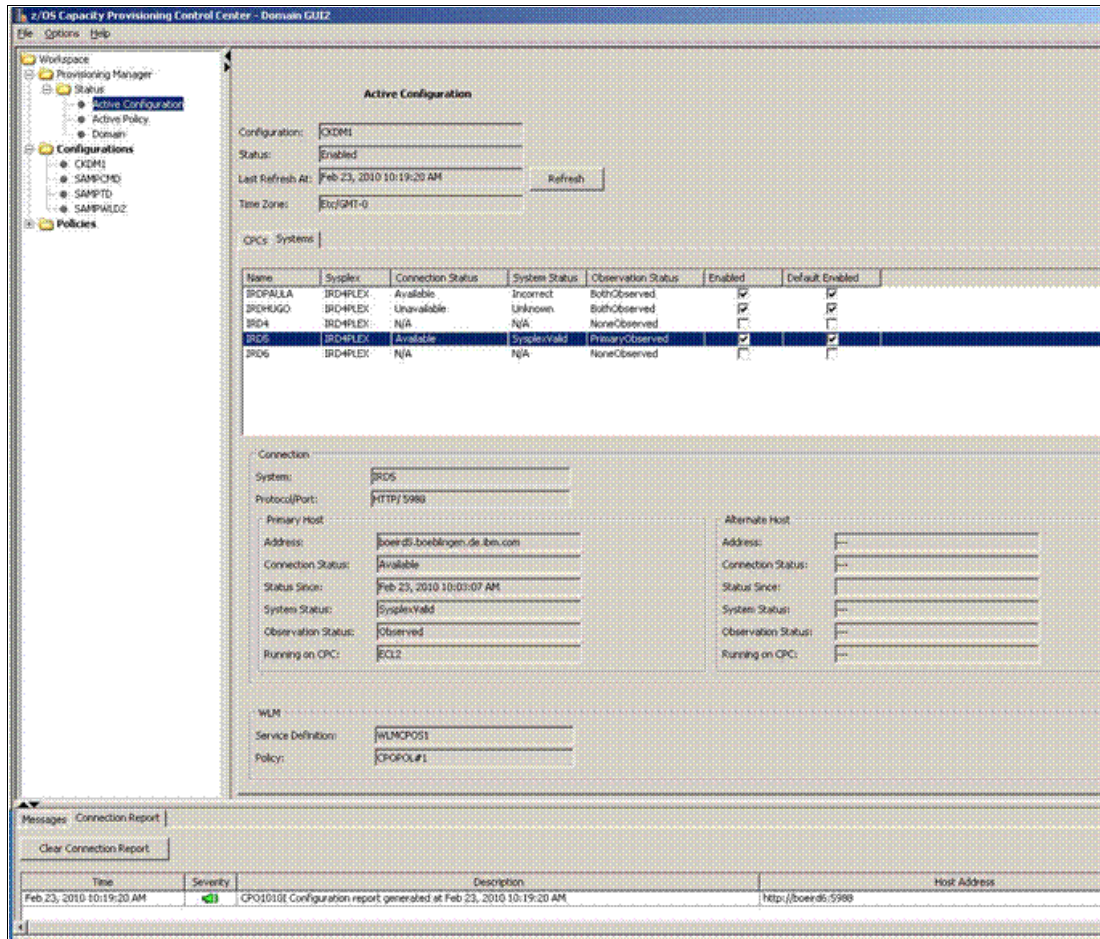 z/OS Capacity Provisioning Control Center - Domain GUI2
File Options Help
Workspace
Provisioning Manager
Status
Active Configuration
Active Policy
Domain
Configurations
CKDM1
SAMPCMD
SAMPTD
SAMPWLD2
Policies
Active Configuration
Configuration: CKDM1
Status: Enabled
Last Refresh At: Feb 23, 2010 10:19:20 AM Refresh
Time Zone: Etc/GMT-0
CPCs Systems
Name Sysplex Connection Status System Status Observation Status Enabled Default Enabled
IRDPAULA IRD4PLEX Available Incorrect BothObserved
IRDHUGO IRD4PLEX Unavailable Unknown BothObserved
IRD4 IRD4PLEX N/A N/A NoneObserved
IRD5 IRD4PLEX Available SysplexValid PrimaryObserved
IRD6 IRD4PLEX N/A N/A NoneObserved
Connection
System: IRD5
Protocol/Port: HTTP/ 5988
Primary Host Alternate Host
Address: boeird5.boeblingen.de.ibm.com Address: ---
Connection Status: Available Connection Status: ---
Status Since: Feb 23, 2010 10:03:07 AM Status Since:
System Status: SysplexValid System Status: ---
Observation Status: Observed Observation Status: ---
Running on CPC: ECL2 Running on CPC: ---
WLM
Service Definition: WLMCPOS1
Policy: CPOPOL#1
Messages Connection Report
Clear Connection Report
Time Severity Description Host Address
Feb 23, 2010 10:19:20 AM CPO1010I Configuration report generated at Feb 23, 2010 10:19:20 AM http://boeird6:5988